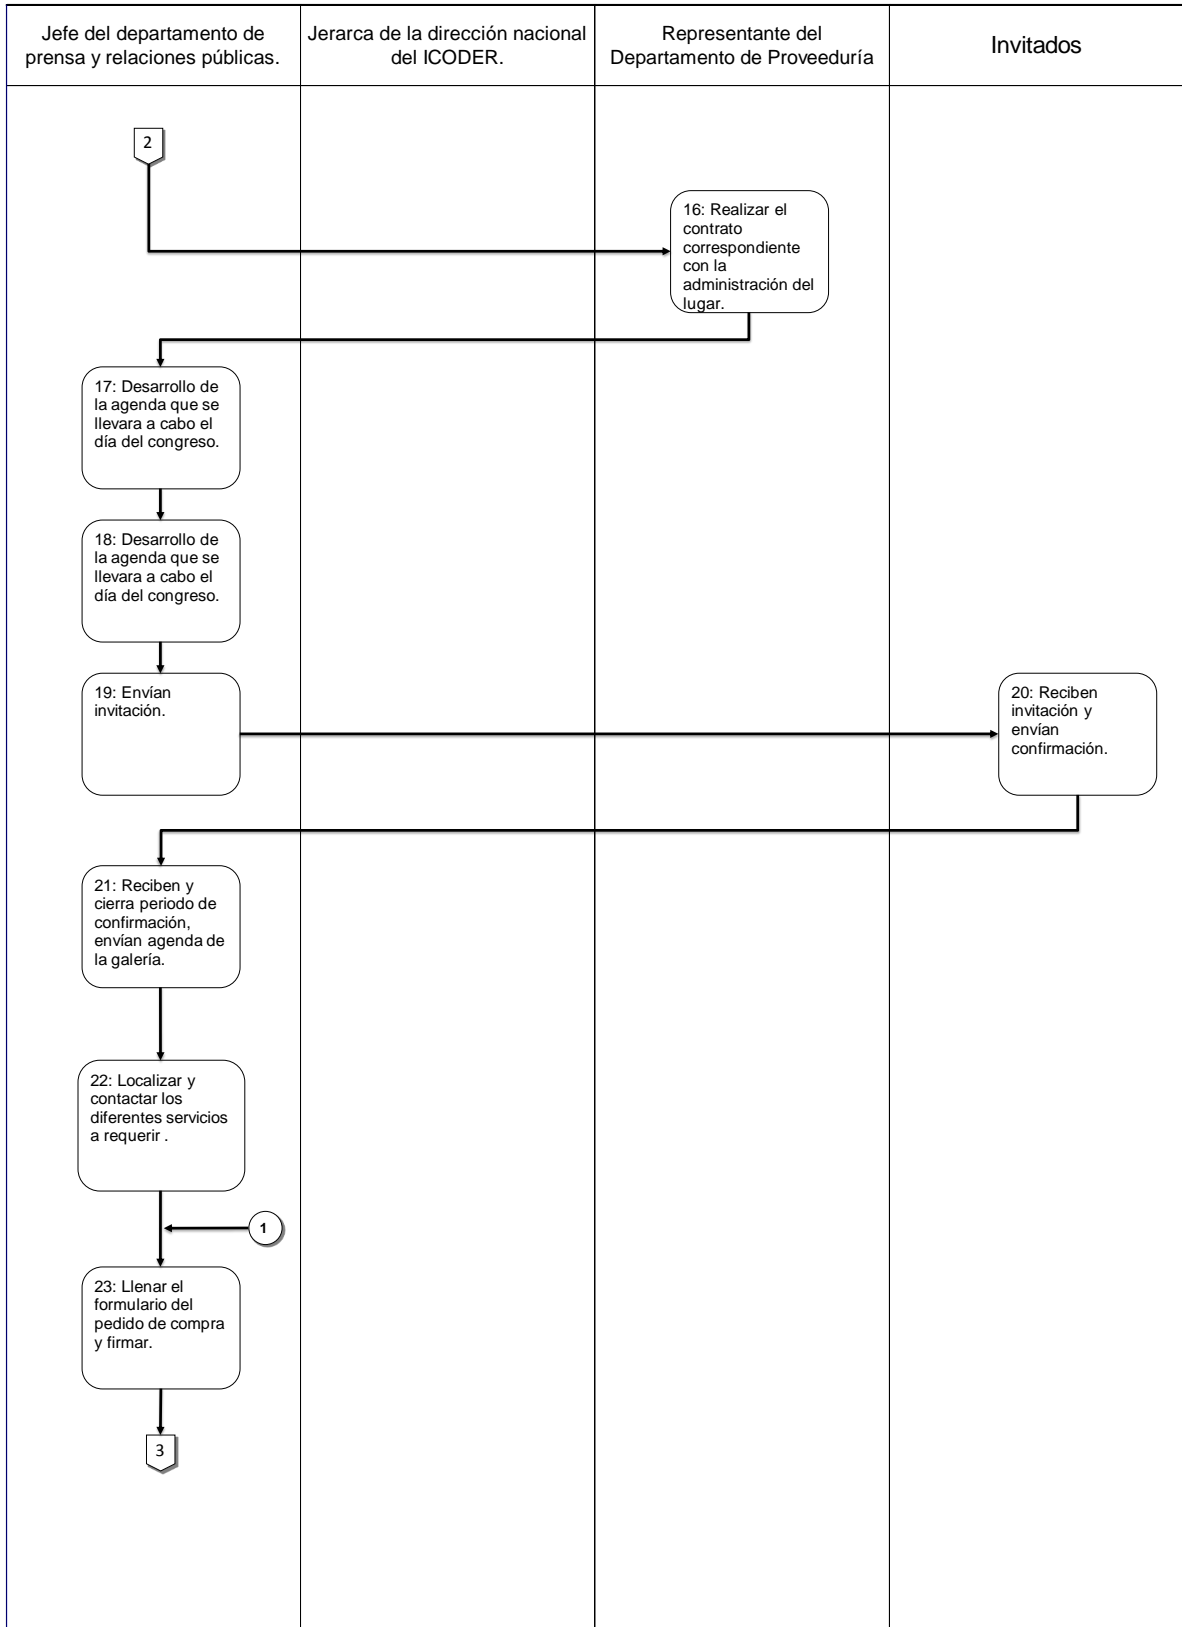 Jefe del departamento de
prensa y relaciones públicas.
Jerarca de la dirección nacional
del ICODER.
Representante del
Departamento de Proveeduría
Invitados
2
16: Realizar el
contrato
correspondiente
con la
administración del
lugar.
17: Desarrollo de
la agenda que se
llevara a cabo el
día del congreso.
18: Desarrollo de
la agenda que se
llevara a cabo el
día del congreso.
19: Envían
invitación.
20: Reciben
invitación y
envían
confirmación.
21: Reciben y
cierra periodo de
confirmación,
envían agenda de
la galería.
22: Localizar y
contactar los
diferentes servicios
a requerir .
1
23: Llenar el
formulario del
pedido de compra
y firmar.
3